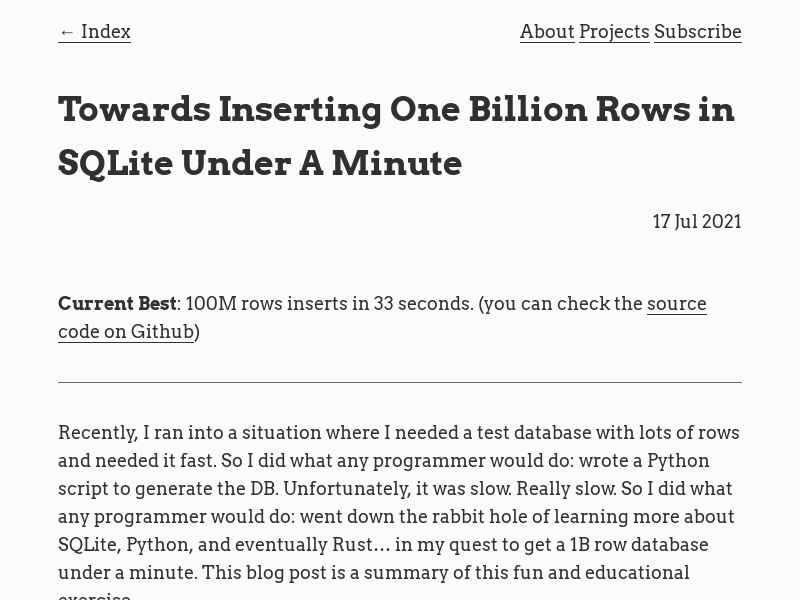 ← Index
About Projects Subscribe
Towards Inserting One Billion Rows in
SQLite Under A Minute
17 Jul 2021
Current Best: 100M rows inserts in 33 seconds. (you can check the source
code on Github)
Recently, I ran into a situation where I needed a test database with lots of rows
and needed it fast. So I did what any programmer would do: wrote a Python
script to generate the DB. Unfortunately, it was slow. Really slow. So I did what
any programmer would do: went down the rabbit hole of learning more about
SQLite, Python, and eventually Rust… in my quest to get a 1B row database
under a minute. This blog post is a summary of this fun and educational
exercise.